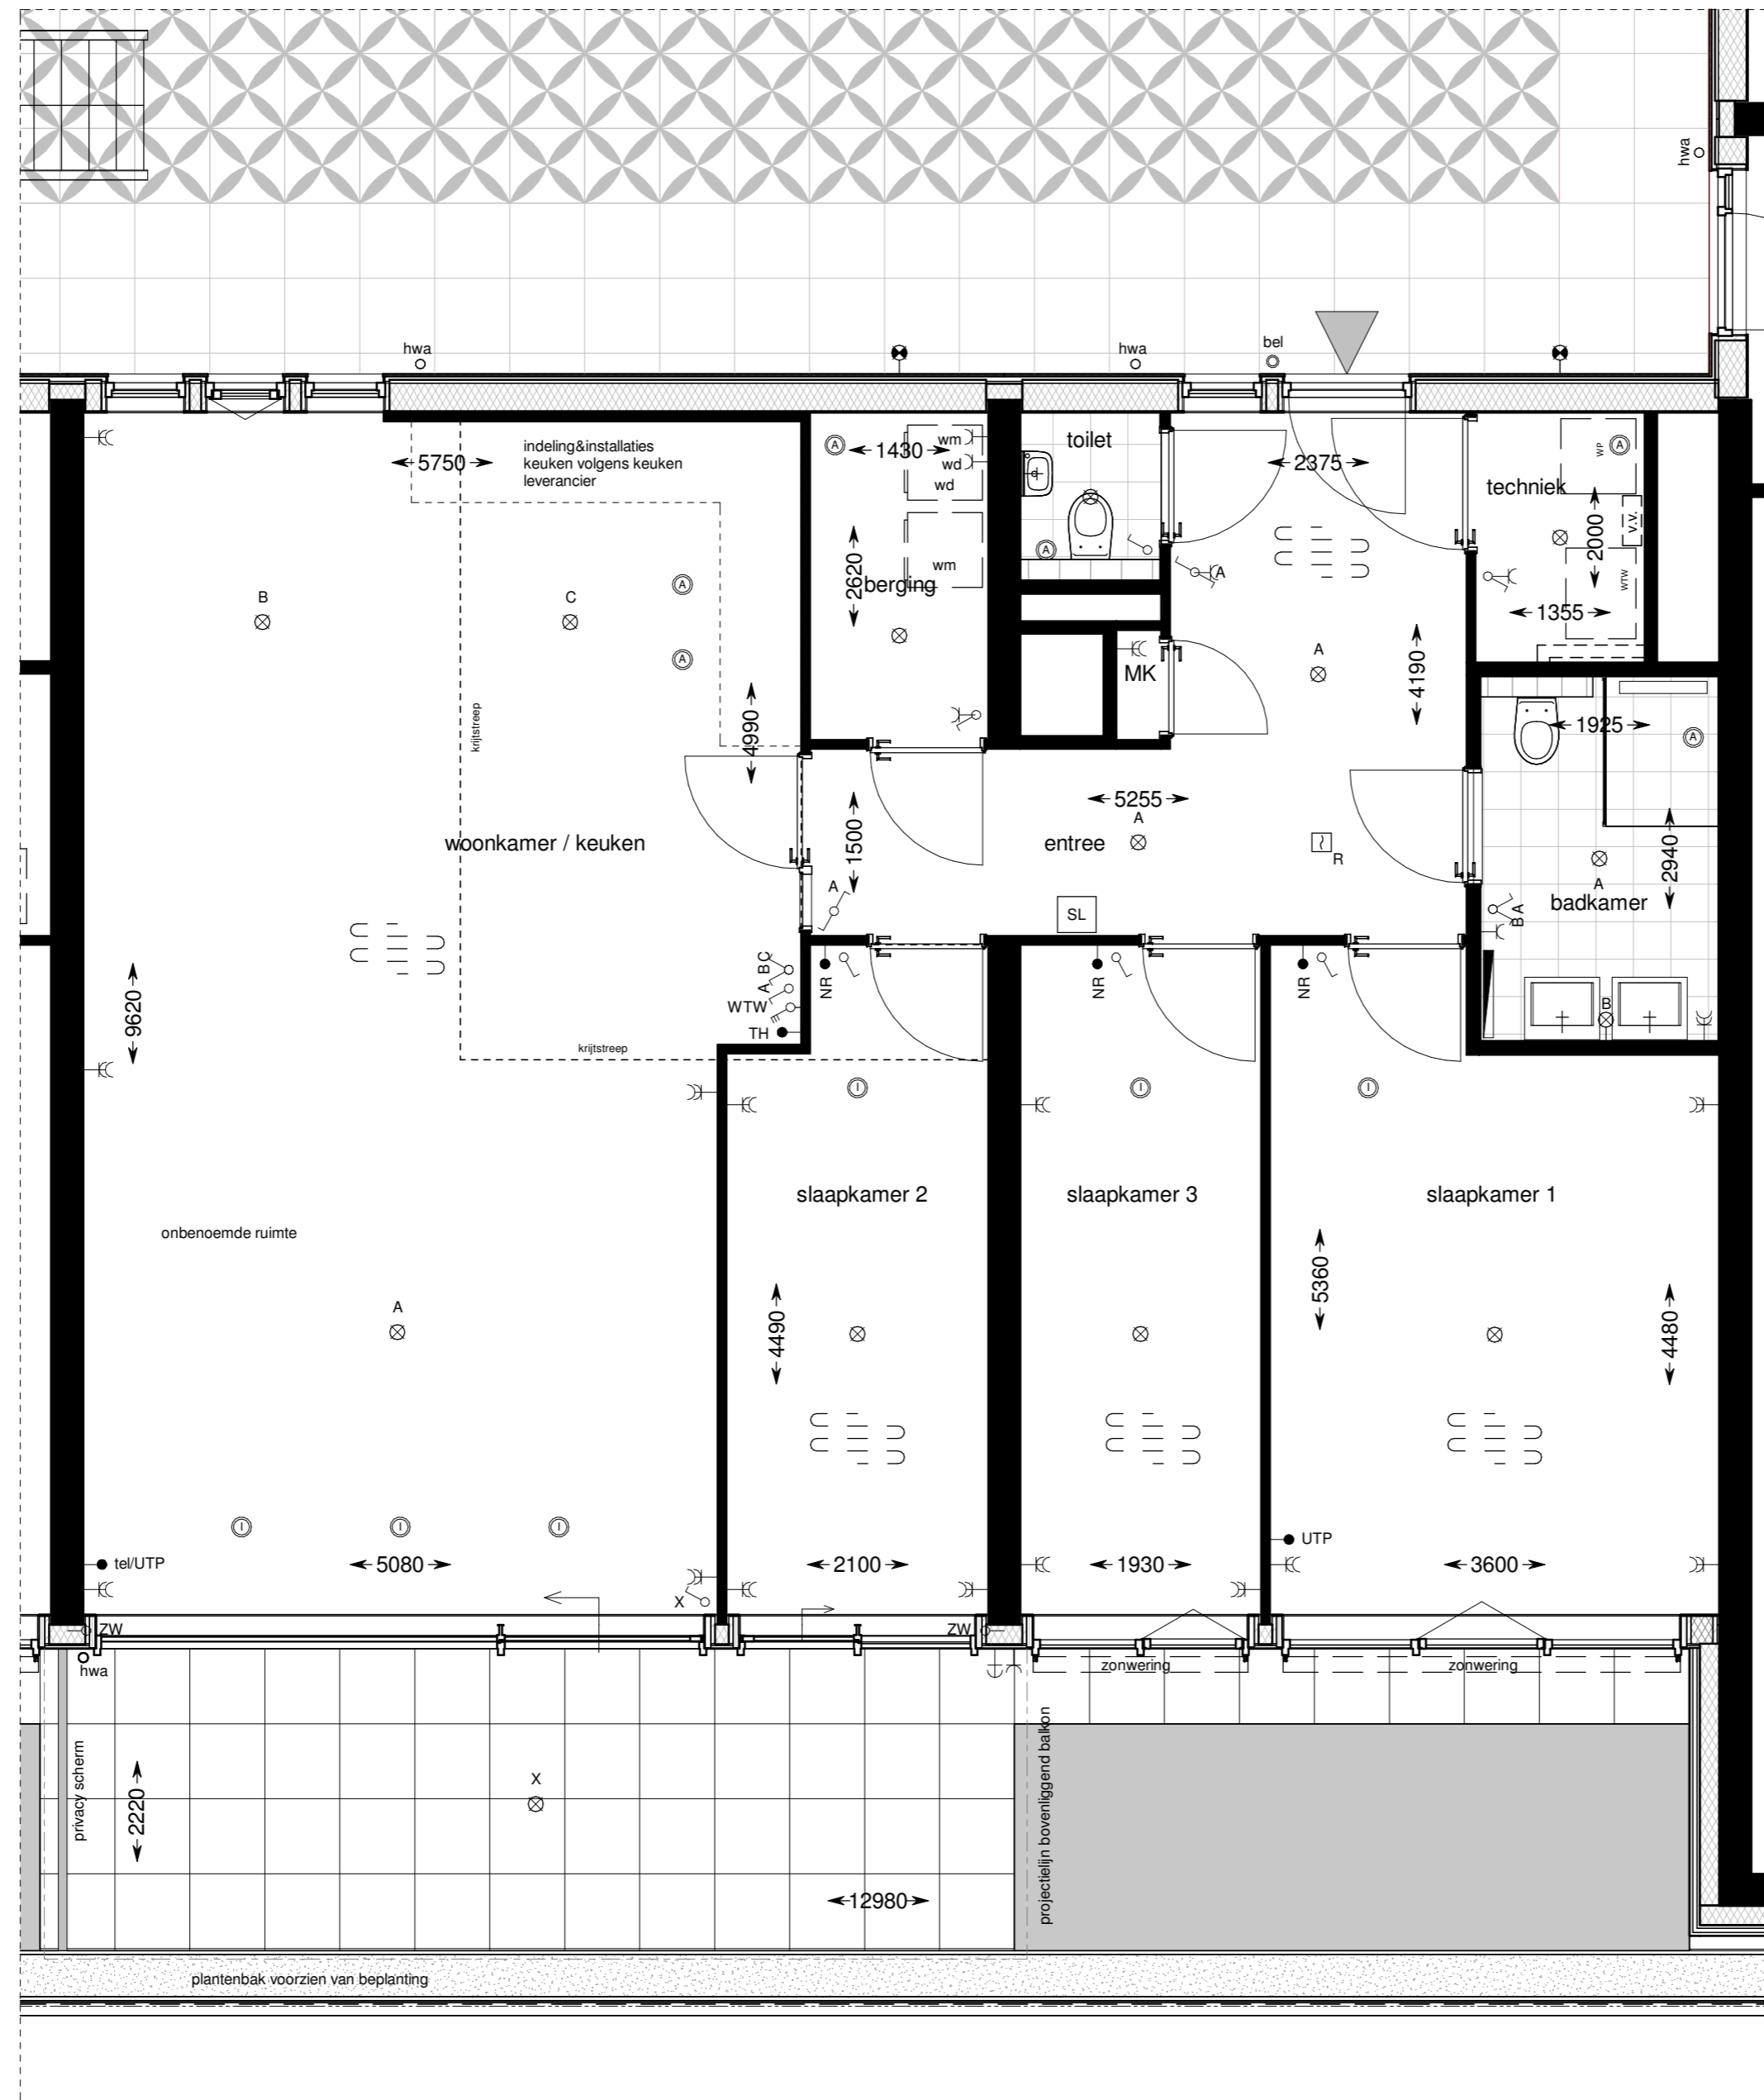 hwa
hwa
hwa
bel
indeling&installaties
keuken volgens keuken
leverancier
5750
A
1430
wm
wd
wd
wm
2620
berging
toilet
A
A
2375
techniek
WP
A
V.V.
2000
WTW
1355
B
C
A
A
krijtstreep
4990
MK
A
4190
1925
A
woonkamer / keuken
1500
A
5255
A
entree
R
SL
2940
A
badkamer
B A
B
9620
B C
A
WTW
TH
krijtstreep
NR
NR
NR
I
I
I
slaapkamer 2
slaapkamer 3
slaapkamer 1
onbenoemde ruimte
A
4490
5360
4480
I
I
I
tel/UTP
5080
X
2100
1930
UTP
3600
ZW
ZW
hwa
zonwering
zonwering
privacy scherm
2220
X
projectielijn bovenliggend balkon
12980
plantenbak voorzien van beplanting